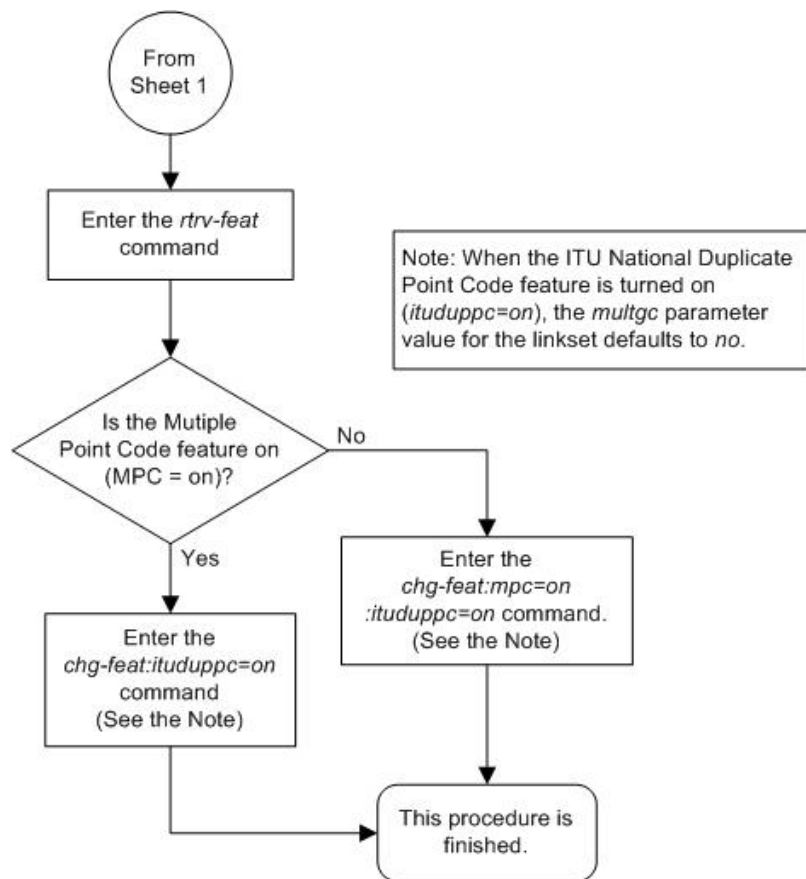 From
Sheet 1
Enter the rtrv-feat
command
Note: When the ITU National Duplicate
Point Code feature is turned on
(ituduppc=on), the multgc parameter
value for the linkset defaults to no.
Is the Mutiple
Point Code feature on
(MPC = on)?
No
Yes
Enter the
chg-feat:mpc=on
:ituduppc=on command.
(See the Note)
Enter the
chg-feat:ituduppc=on
command
(See the Note)
This procedure is
finished.